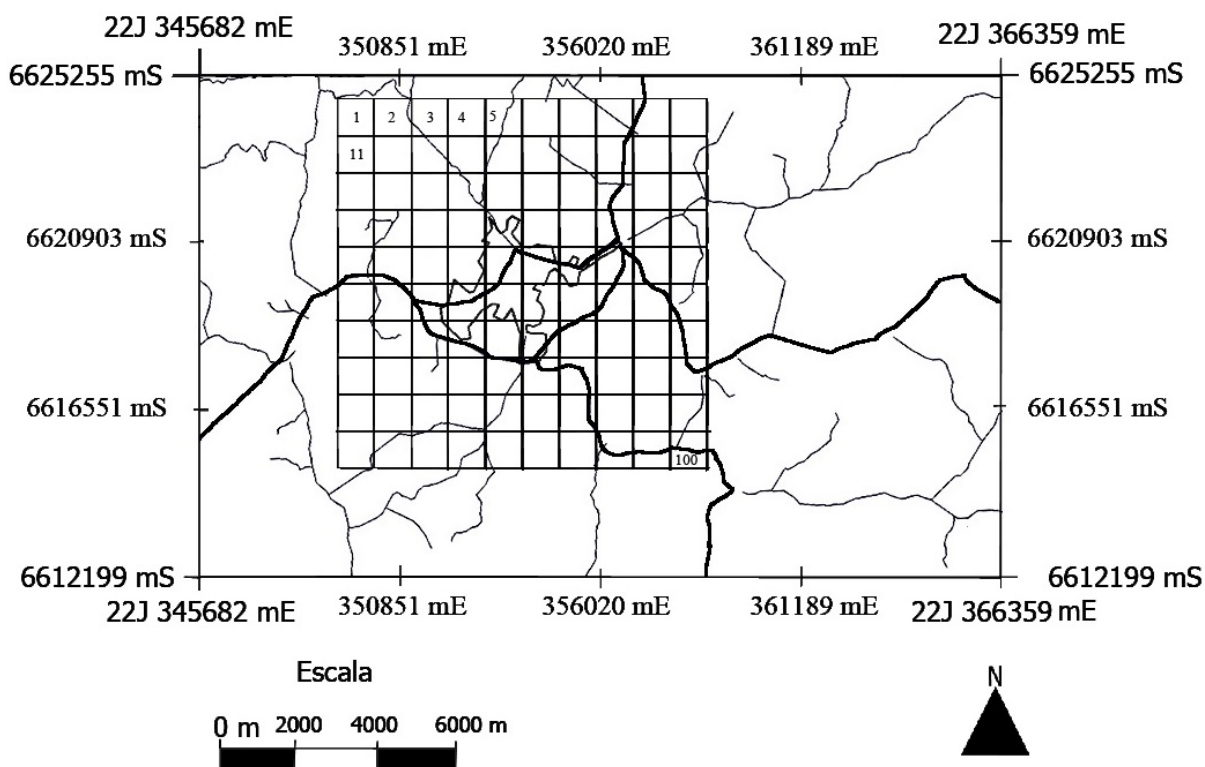 22J 345682 mE
350851 mE
356020 mE
361189 mE
22J 366359 mE
6625255 mS
6625255 mS
1 2 3 4 5
11
6620903 mS
6620903 mS
6616551 mS
6616551 mS
100
6612199 mS
6612199 mS
22J 345682 mE
350851 mE
356020 mE
361189 mE
22J 366359 mE
Escala
0 m 2000 4000 6000 m
N